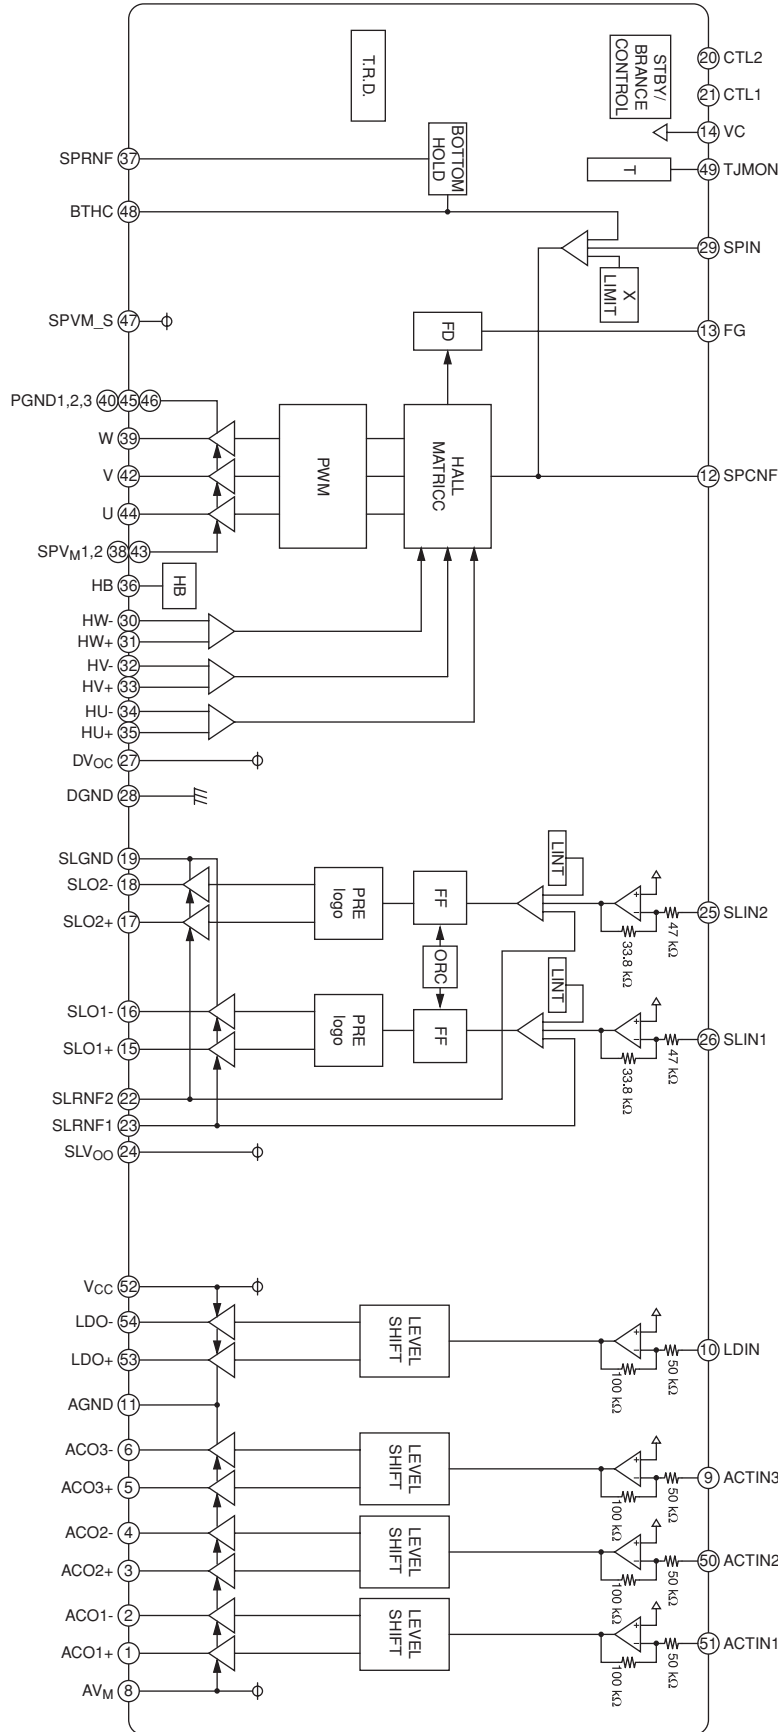 T.R.D.
STBY/
BRANCE
CONTROL
20 CTL2
21 CTL1
14 VC
T
49 TJMON
SPRNF 37
BOTTOM
HOLD
BTHC 48
29 SPIN
X
LIMIT
SPVM_S 47
FD
13 FG
PGND1,2,3 40 45 46
W 39
V 42
U 44
PWM
HALL
MATRICC
12 SPCNF
SPVM1,2 38 43
HB 36
HB
HW- 30
HW+ 31
HV- 32
HV+ 33
HU- 34
HU+ 35
DVOC 27
DGND 28
SLGND 19
SLO2- 18
SLO2+ 17
PRE
logo
FF
LINT
+
-
33.8 kΩ
47 kΩ
25 SLIN2
ORC
SLO1- 16
SLO1+ 15
PRE
logo
FF
LINT
+
-
33.8 kΩ
47 kΩ
26 SLIN1
SLRNF2 22
SLRNF1 23
SLVOO 24
VCC 52
LDO- 54
LDO+ 53
LEVEL
SHIFT
+
-
100 kΩ
50 kΩ
10 LDIN
AGND 11
ACO3- 6
ACO3+ 5
LEVEL
SHIFT
+
-
100 kΩ
50 kΩ
9 ACTIN3
ACO2- 4
ACO2+ 3
LEVEL
SHIFT
+
-
100 kΩ
50 kΩ
50 ACTIN2
ACO1- 2
ACO1+ 1
LEVEL
SHIFT
+
-
100 kΩ
50 kΩ
51 ACTIN1
AVM 8